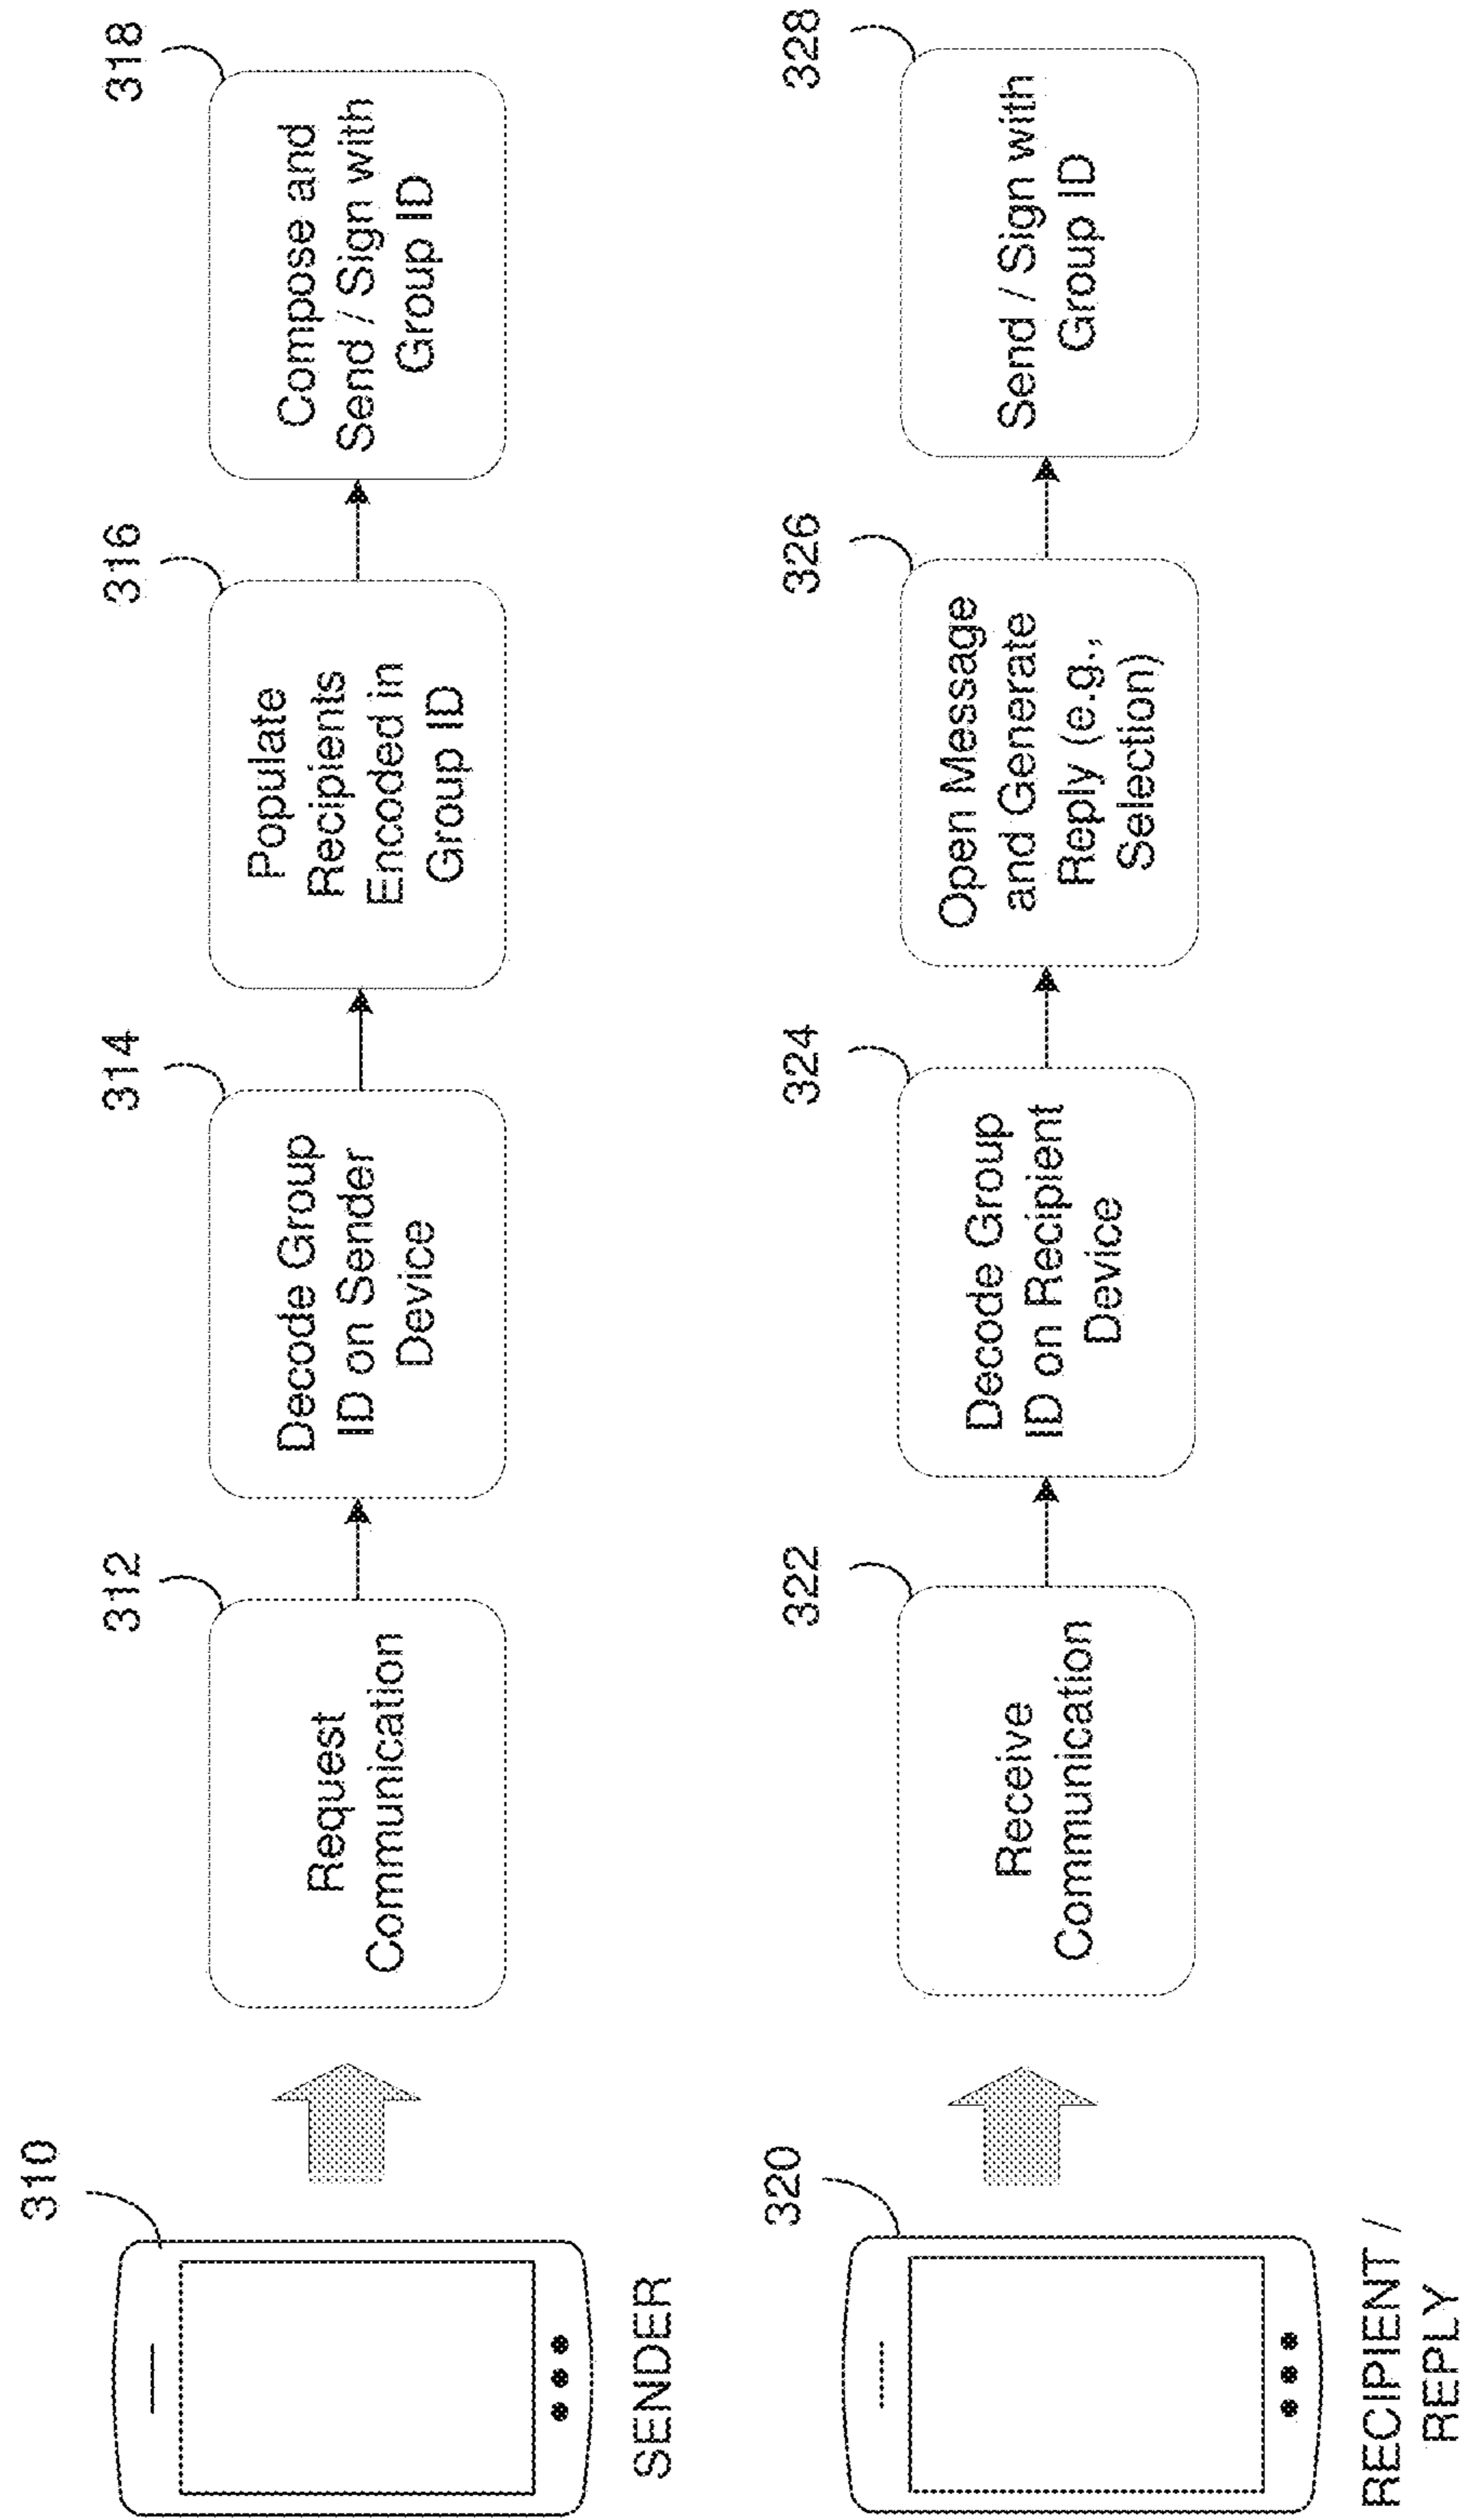 310
SENDER
312
Request
Communication
314
Decode Group
ID on Sender
Device
316
Populate
Recipients
Encoded in
Group ID
318
Compose and
Send / Sign with
Group ID
320
RECIPIENT /
REPLY
322
Receive
Communication
324
Decode Group
ID on Recipient
Device
326
Open Message
and Generate
Reply (e.g.,
Selection)
328
Send / Sign with
Group ID